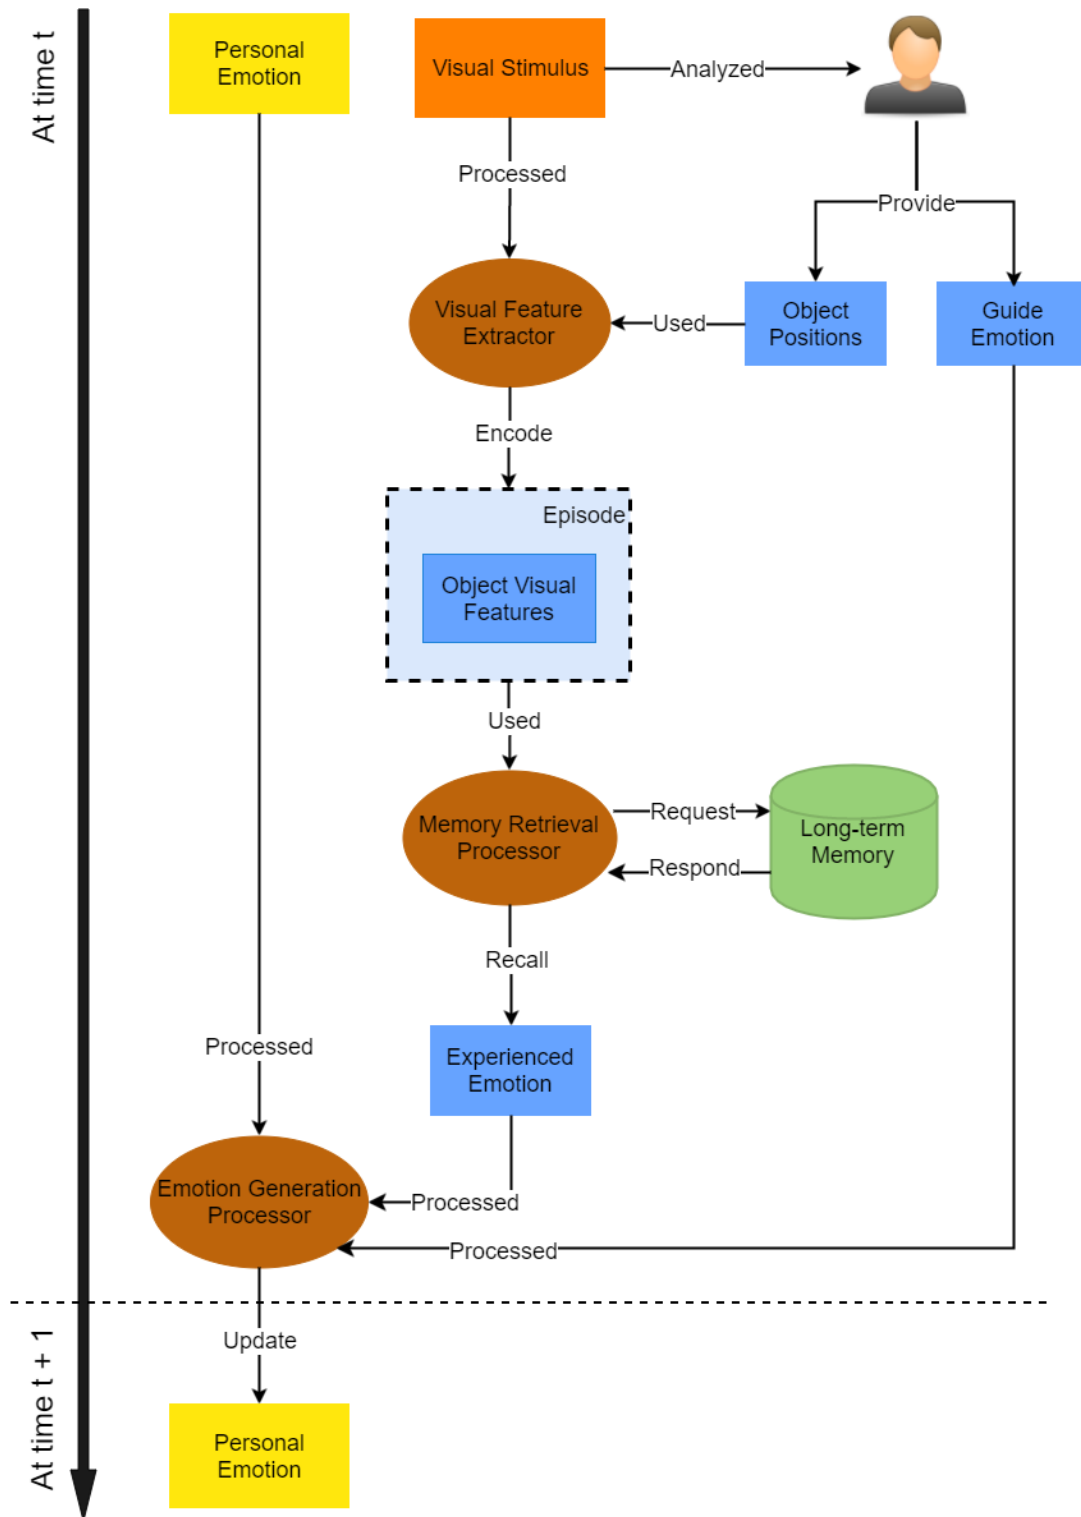 At time t
Personal
Emotion
Visual Stimulus
Analyzed
Processed
Provide
Visual Feature
Extractor
Used
Object
Positions
Guide
Emotion
Encode
Episode
Object Visual
Features
Used
Memory Retrieval
Processor
Request
Respond
Long-term
Memory
Recall
Processed
Experienced
Emotion
Emotion Generation
Processor
Processed
Processed
At time t + 1
Update
Personal
Emotion